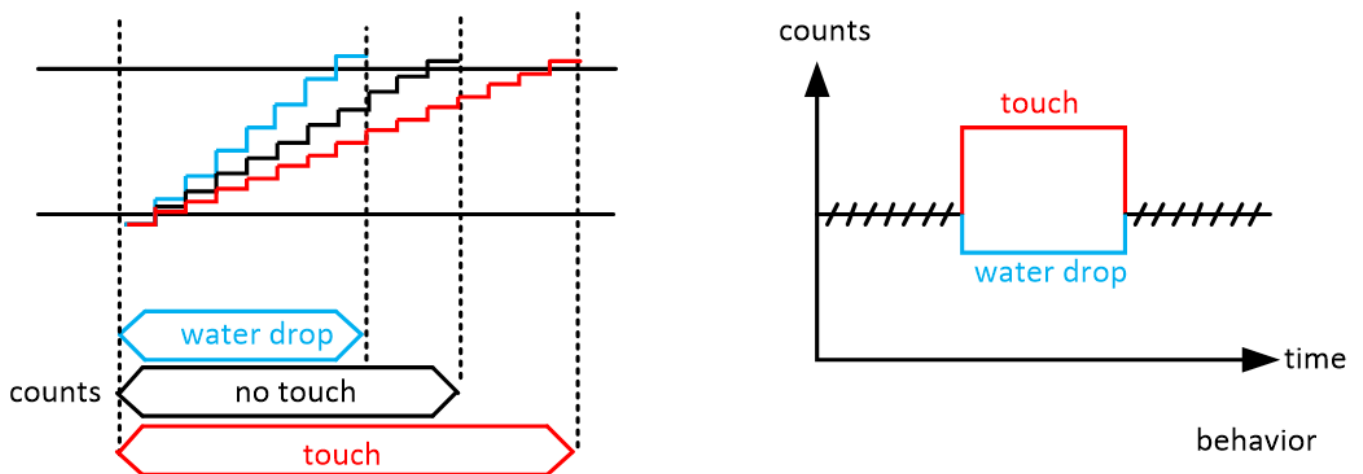 water drop
counts
no touch
touch
counts
touch
water drop
time
behavior